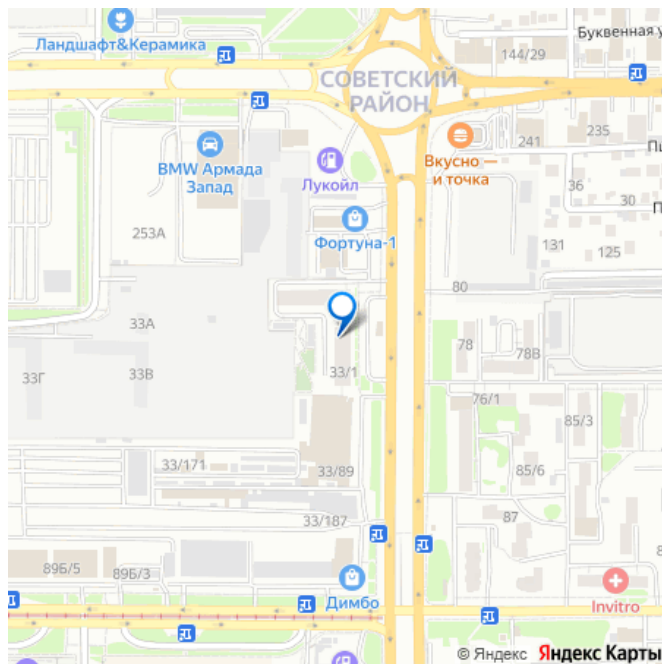 Ландшафт&Керамика
Буквенная у
144/29
СОВЕТСКИЙ
РАЙОН
BMW Армада
Запад
Лукойл
Вкусно —
и точка
241
235
Пи
36
30
П
253А
Фортуна-1
131
125
80
33А
33Г
33В
33/1
78
78В
76/1
85/3
33/171
33/89
85/6
33/187
87
89Б/5
89Б/3
Димбо
Invitro
© Яндекс Яндекс Карты